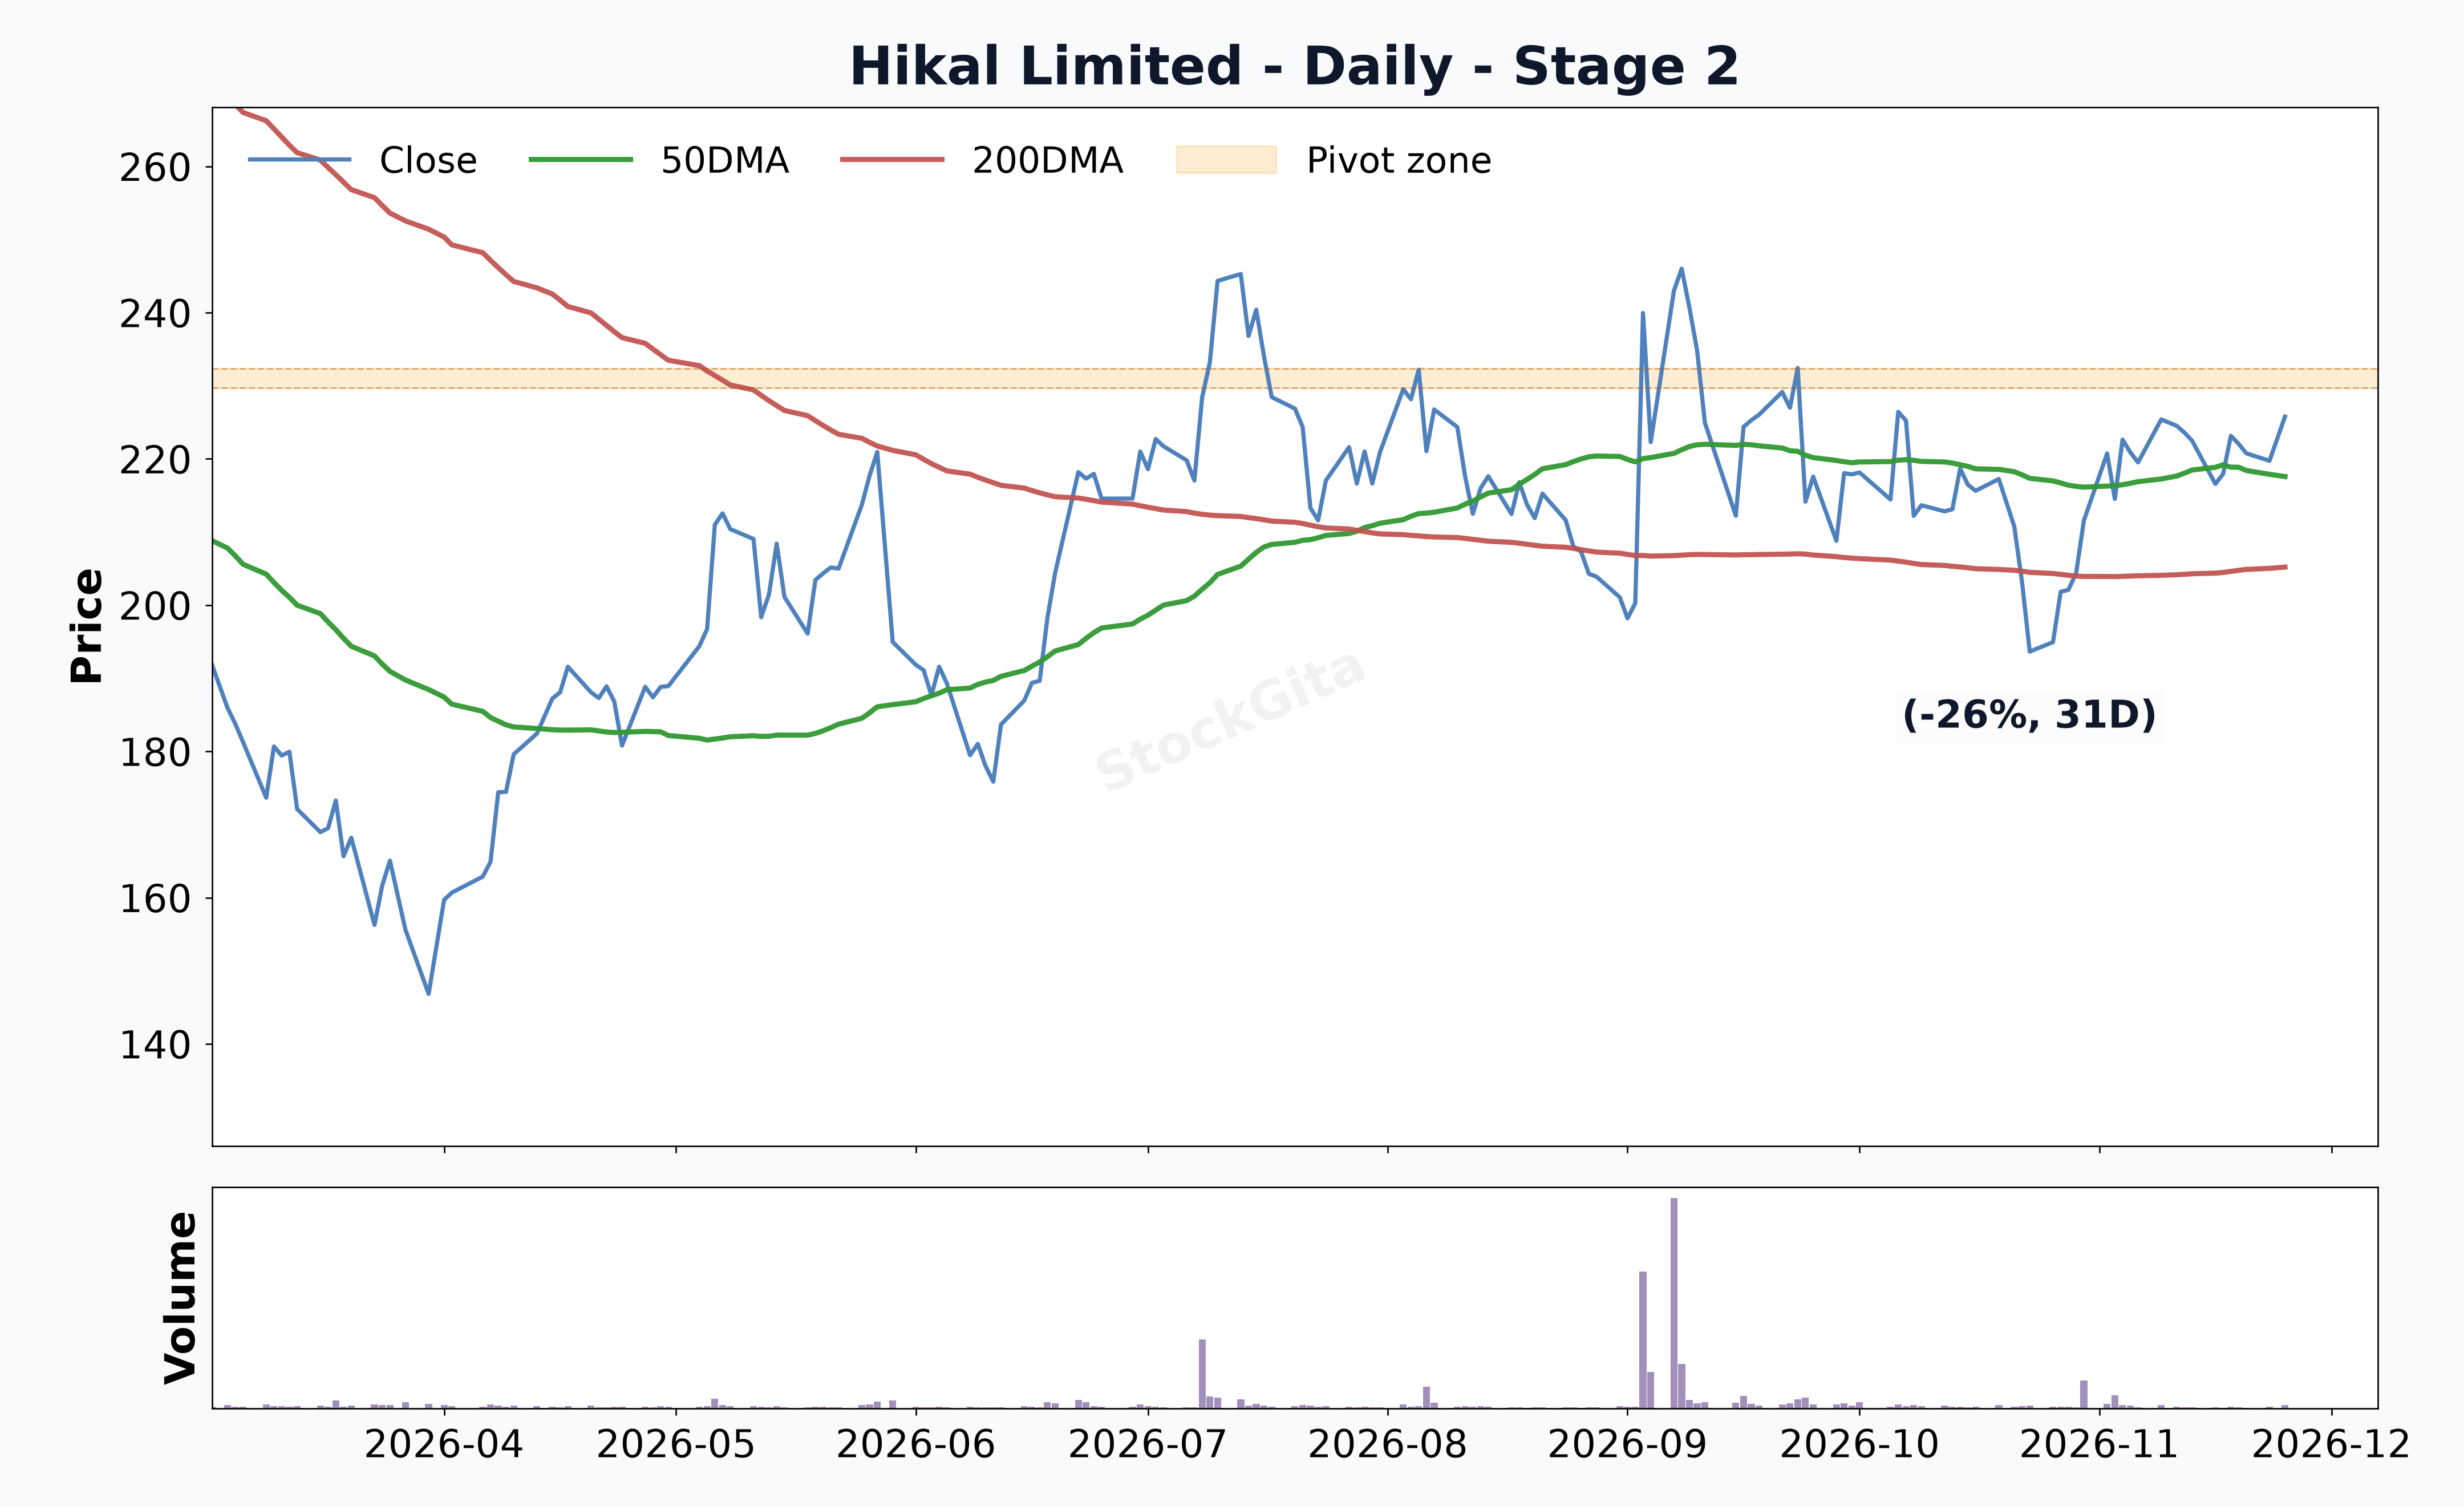 Hikal Limited - Daily - Stage 2
Close 50DMA 200DMA Pivot zone
260
240
220
200
180
160
140
Price
StockGita
(-26%, 31D)
Volume
2026-04 2026-05 2026-06 2026-07 2026-08 2026-09 2026-10 2026-11 2026-12